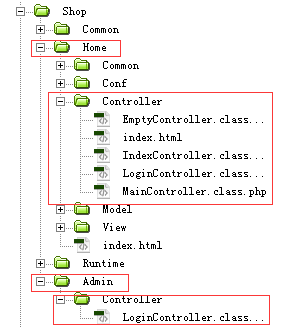 Shop
Common
Home
Common
Conf
Controller
EmptyController.class...
index.html
IndexController.class...
LoginController.class...
MainController.class.php
Model
View
index.html
Runtime
Admin
Controller
LoginController.class...